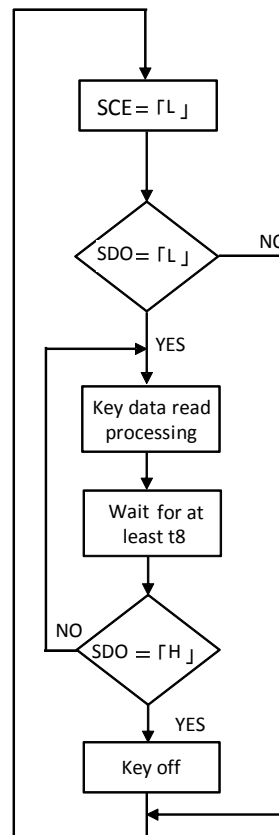 SCE = 「L」
SDO = 「L」
NO
YES
Key data read
processing
Wait for at
least t8
NO
SDO = 「H」
YES
Key off